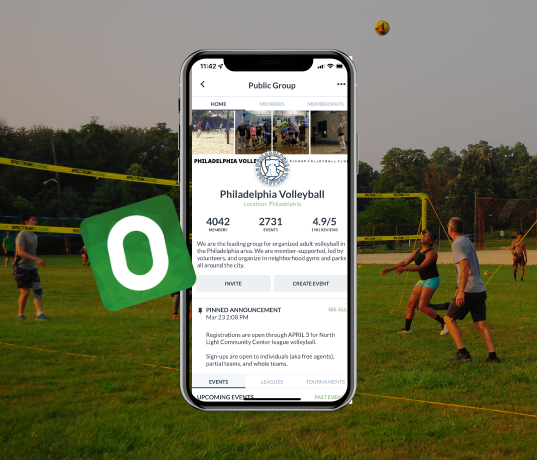 11:42
Public Group
HOME MEMBERS MEMBERSHIPS
PHILADELPHIA VOLLE
Philadelphia Volleyball
Location: Philadelphia
4042 2731 4.9/5
MEMBERS EVENTS 1981 REVIEWS
We are the leading group for organized adult volleyball in
the Philadelphia area. We are member-supported, led by
volunteers, and organize in neighborhood gyms and parks
all around the city.
INVITE CREATE EVENT
PINNED ANNOUNCEMENT SEE ALL
Mar 23 2:08 PM
Registrations are open through APRIL 3 for North
Light Community Center league volleyball.
Sign-ups are open to individuals (aka free agents),
partial teams, and whole teams.
EVENTS LEAGUES TOURNAMENTS
UPCOMING EVENTS PAST EVEN
O
SPECTRUM